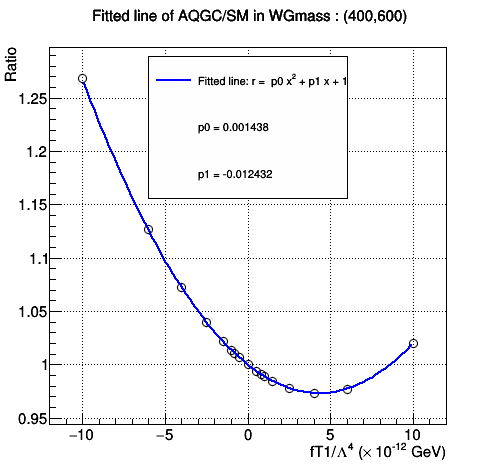 Fitted line of AQGC/SM in WGmass : (400,600)
Ratio
Fitted line: r = p0 x² + p1 x + 1
p0 = 0.001438
p1 = -0.012432
1.25
1.2
1.15
1.1
1.05
1
0.95
−10 −5 0 5 10
fT1/Λ⁴ (× 10⁻¹² GeV)